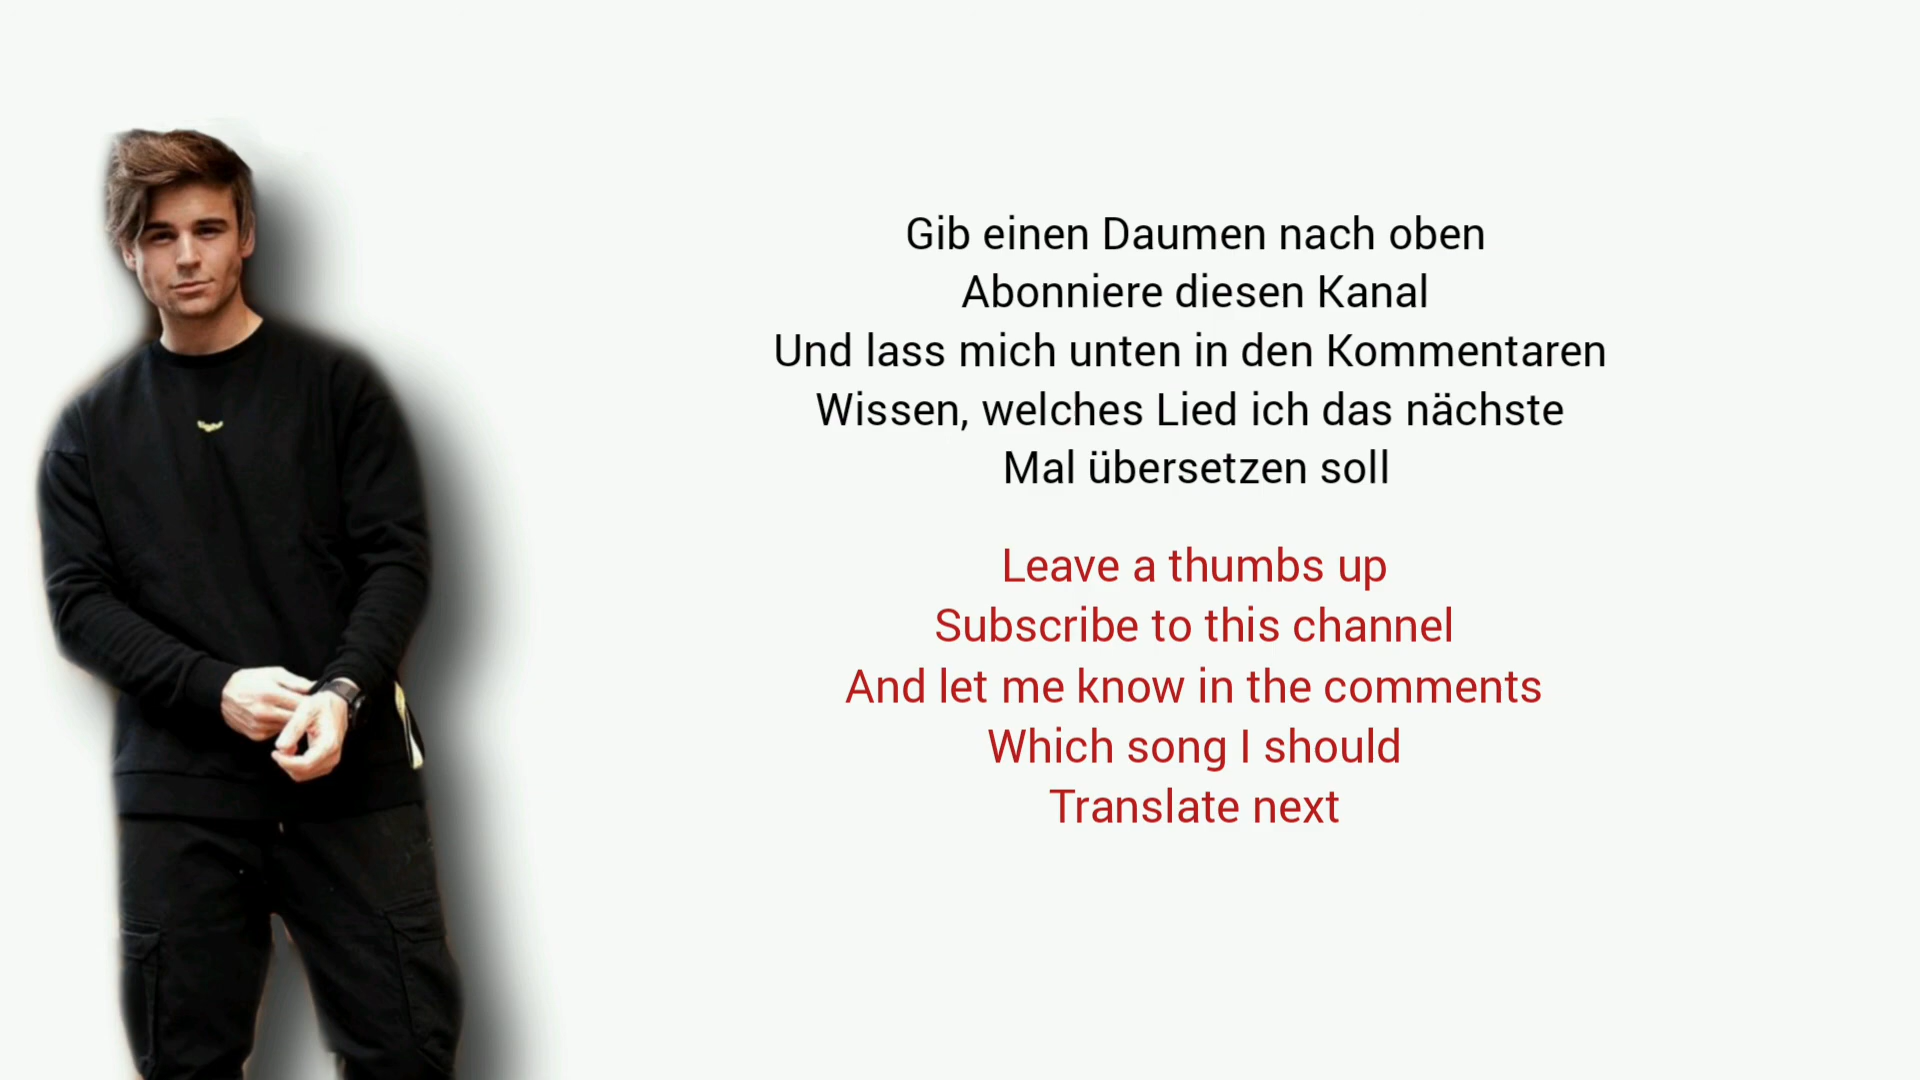 Gib einen Daumen nach oben
Abonniere diesen Kanal
Und lass mich unten in den Kommentaren
Wissen, welches Lied ich das nächste
Mal übersetzen soll
Leave a thumbs up
Subscribe to this channel
And let me know in the comments
Which song I should
Translate next